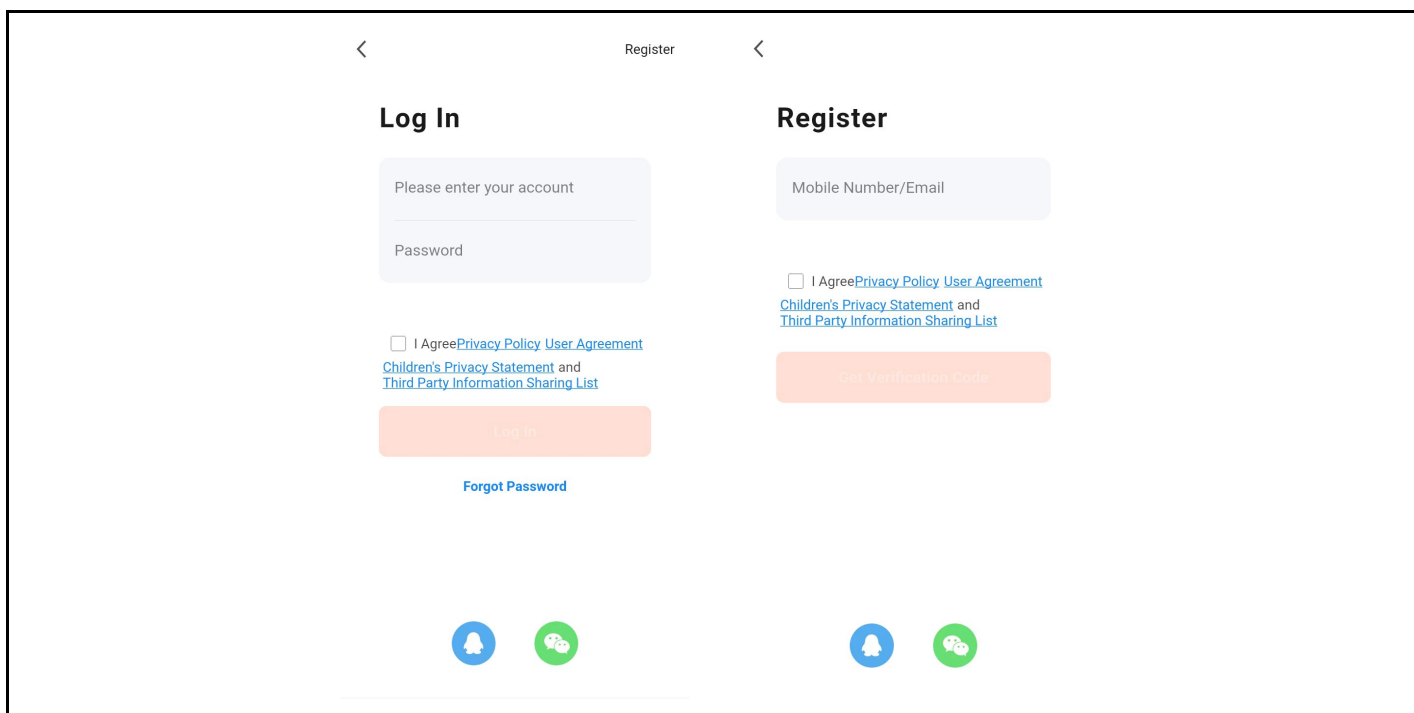 Register
Log In
Please enter your account
Password
I AgreePrivacy Policy User Agreement
Children's Privacy Statement and
Third Party Information Sharing List
Log In
Forgot Password
Register
Mobile Number/Email
I AgreePrivacy Policy User Agreement
Children's Privacy Statement and
Third Party Information Sharing List
Get Verification Code